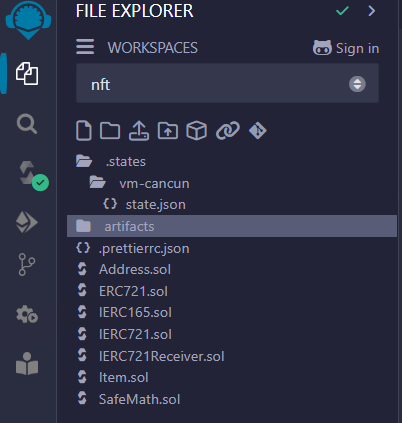 FILE EXPLORER
WORKSPACES Sign in
nft
.states
vm-cancun
state.json
artifacts
.prettierrc.json
Address.sol
ERC721.sol
IERC165.sol
IERC721.sol
IERC721Receiver.sol
Item.sol
SafeMath.sol